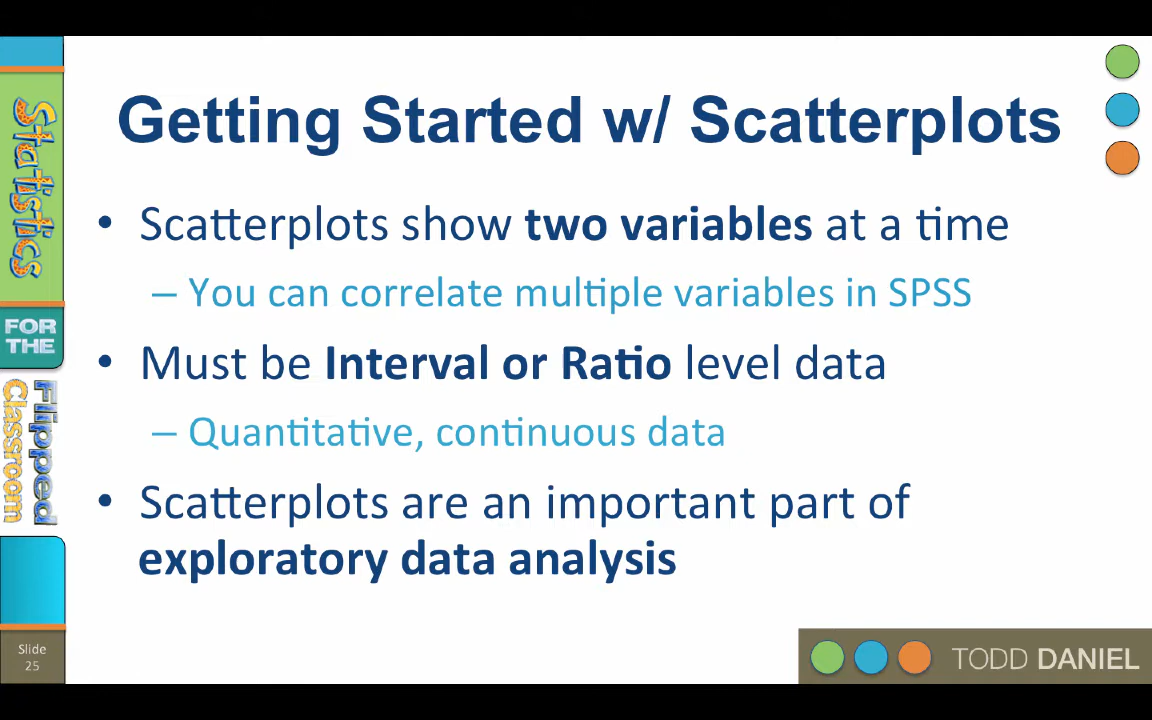 Getting Started w/ Scatterplots
• Scatterplots show two variables at a time
– You can correlate multiple variables in SPSS
• Must be Interval or Ratio level data
– Quantitative, continuous data
• Scatterplots are an important part of
exploratory data analysis
Statistics
FOR
THE
Flipped
Classroom
Slide
25
TODD DANIEL